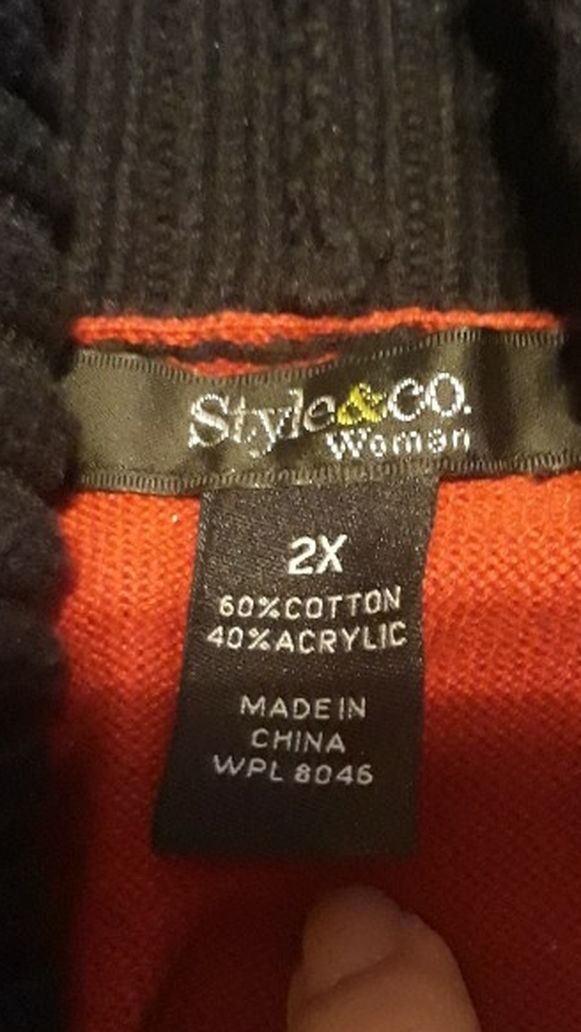 Style&CO.
Woman
2X
60%COTTON
40%ACRYLIC
MADE IN
CHINA
WPL 8046